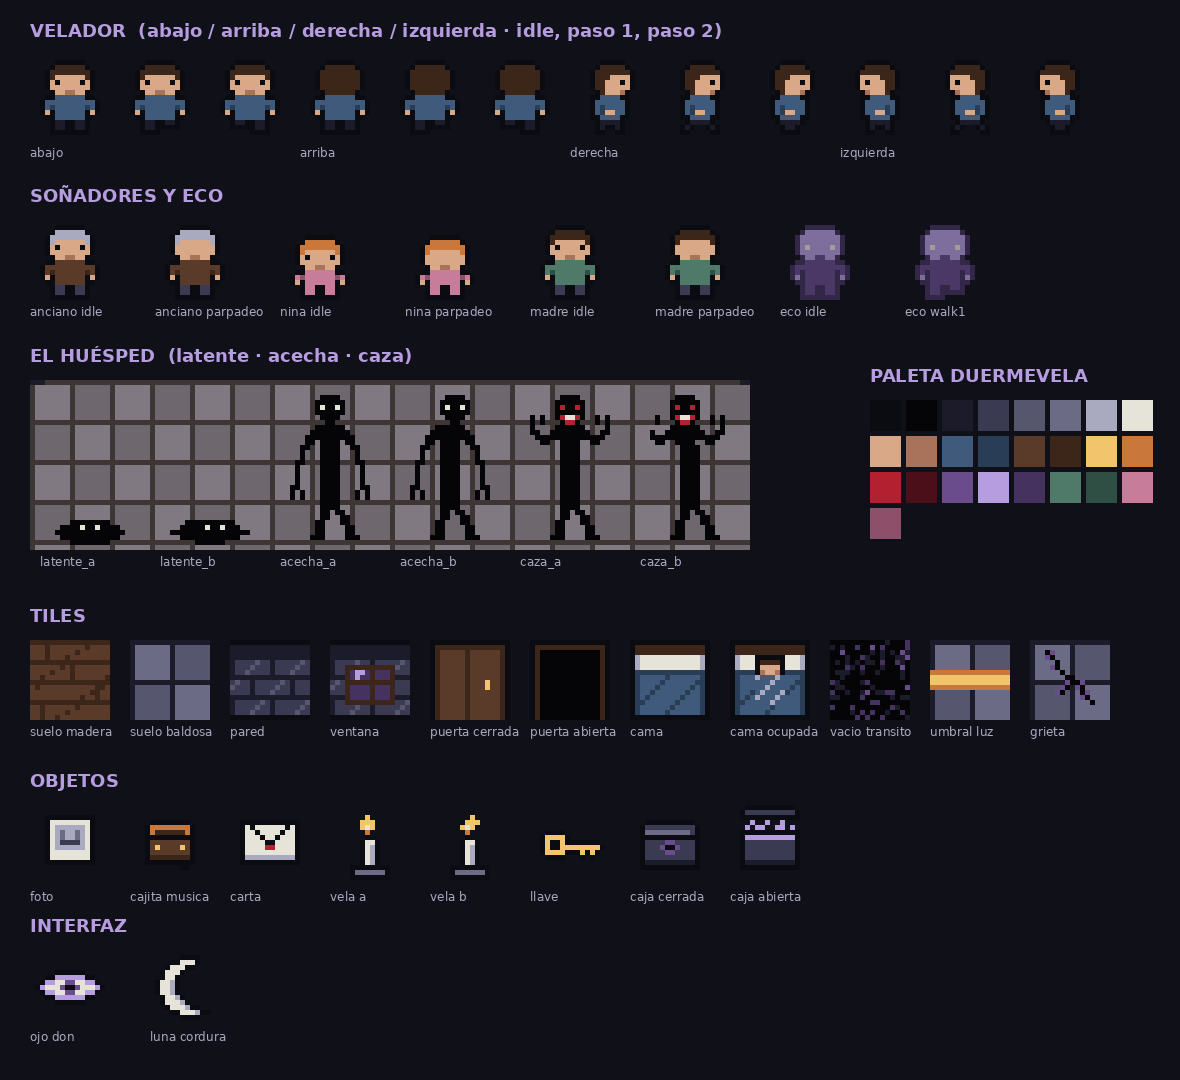 VELADOR (abajo / arriba / derecha / izquierda · idle, paso 1, paso 2)
abajo arriba derecha izquierda
SOÑADORES Y ECO
anciano idle anciano parpadeo nina idle nina parpadeo madre idle madre parpadeo eco idle eco walk1
EL HUÉSPED (latente · acecha · caza)
PALETA DUERMEVELA
latente_a latente_b acecha_a acecha_b caza_a caza_b
TILES
suelo madera suelo baldosa pared ventana puerta cerrada puerta abierta cama cama ocupada vacio transito umbral luz grieta
OBJETOS
foto cajita musica carta vela a vela b llave caja cerrada caja abierta
INTERFAZ
ojo don luna cordura